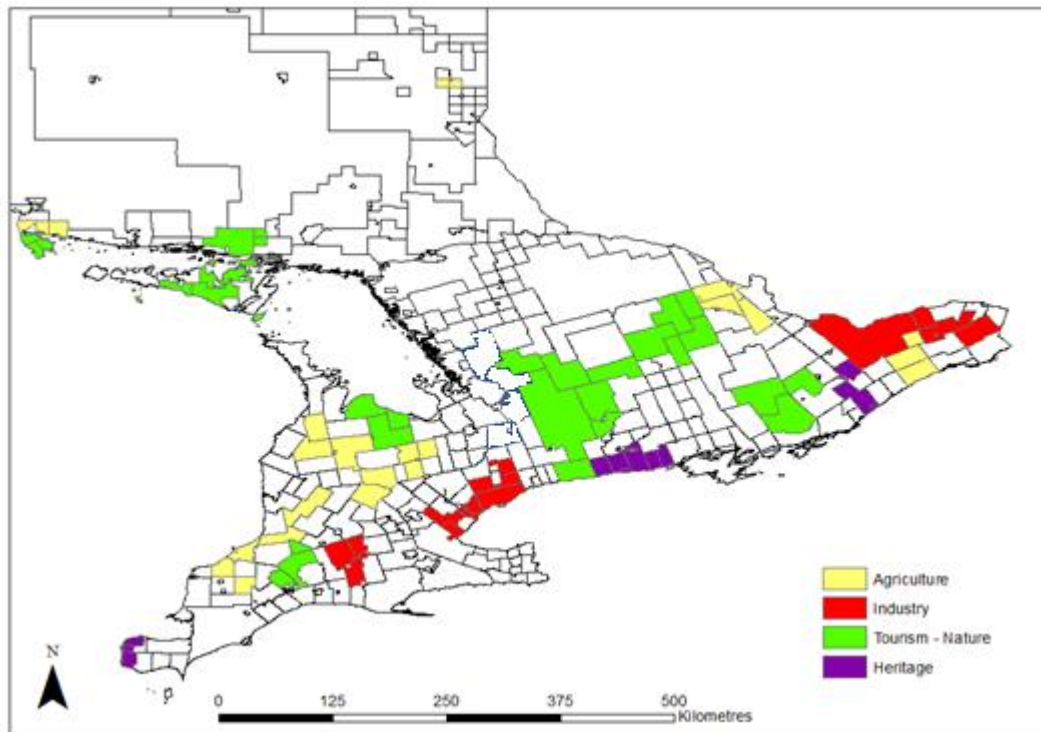 Agriculture
Industry
Tourism - Nature
Heritage
N
0 125 250 375 500
Kilometres